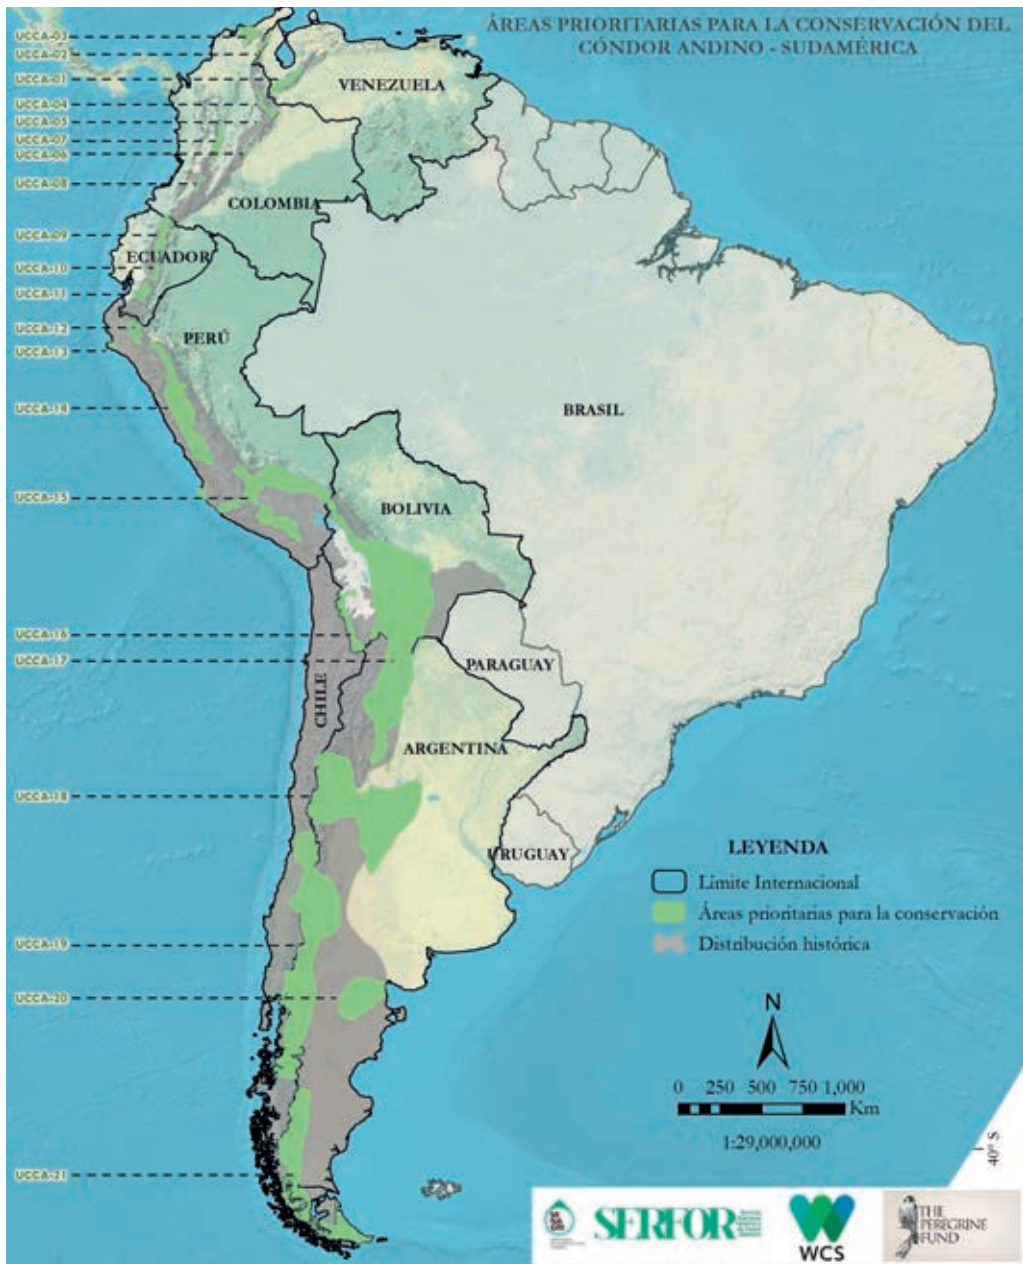 ÁREAS PRIORITARIAS PARA LA CONSERVACIÓN DEL
CÓNDOR ANDINO - SUDAMÉRICA
UCCA-03
UCCA-02
UCCA-01
UCCA-04
UCCA-05
UCCA-07
UCCA-06
UCCA-08
UCCA-09
UCCA-10
UCCA-11
UCCA-12
UCCA-13
UCCA-14
UCCA-15
UCCA-16
UCCA-17
UCCA-18
UCCA-19
UCCA-20
UCCA-21
VENEZUELA
COLOMBIA
ECUADOR
PERÚ
BRASIL
BOLIVIA
PARAGUAY
CHILE
ARGENTINA
URUGUAY
LEYENDA
Límite Internacional
Áreas prioritarias para la conservación
Distribución histórica
N
0 250 500 750 1,000
Km
1:29,000,000
40° S
SERFOR
WCS
THE
PEREGRINE
FUND